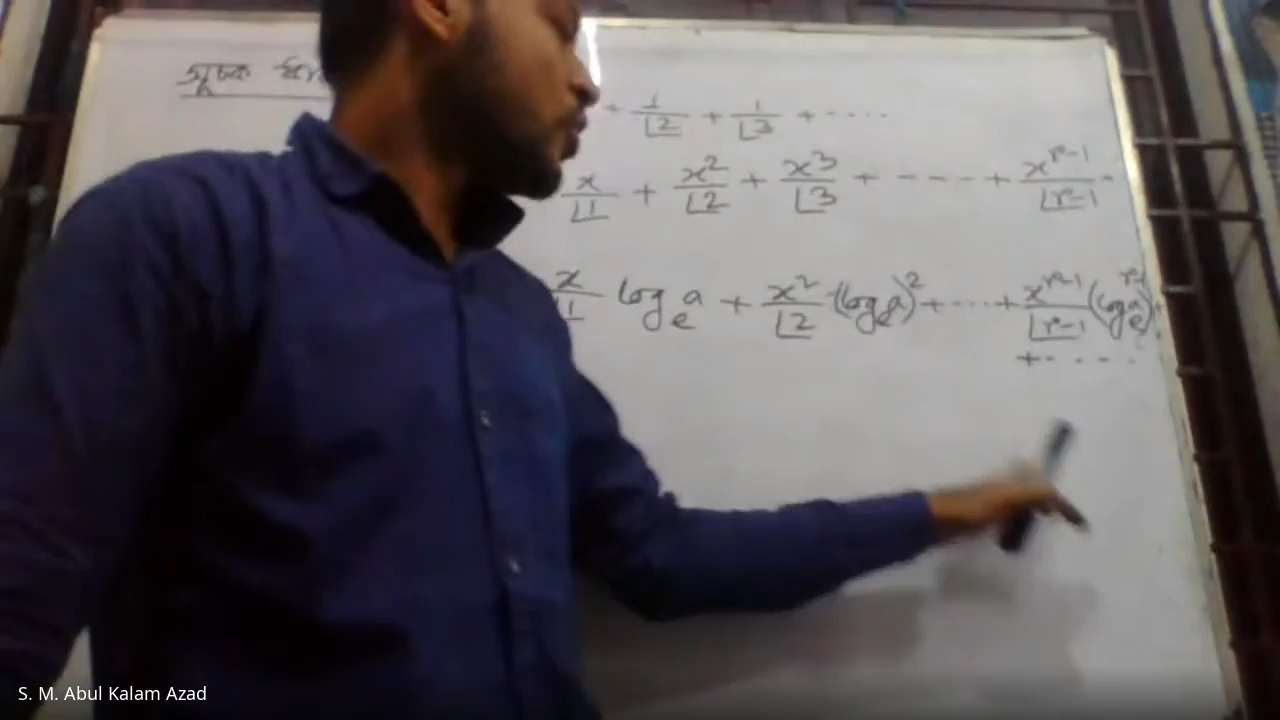 সূচক
+ 1/⌊2 + 1/⌊3 + ....
x/⌊1 + x²/⌊2 + x³/⌊3 + ---- + x^(r-1)/⌊r-1
x/⌊1 logₑa + x²/⌊2 (logₑa)² + .... + x^(r-1)/⌊r-1 (logₑa)^(r-1)
+ ....
S. M. Abul Kalam Azad